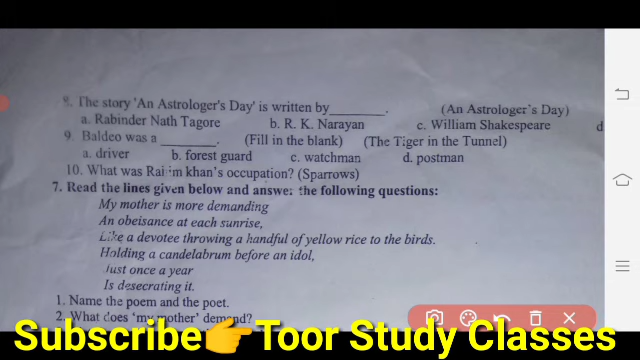 8. The story 'An Astrologer's Day' is written by_______. (An Astrologer's Day)
a. Rabinder Nath Tagore b. R. K. Narayan c. William Shakespeare d
9. Baldeo was a _______. (Fill in the blank) (The Tiger in the Tunnel)
a. driver b. forest guard c. watchman d. postman
10. What was Rahim khan's occupation? (Sparrows)
7. Read the lines given below and answer the following questions:
My mother is more demanding
An obeisance at each sunrise,
Like a devotee throwing a handful of yellow rice to the birds.
Holding a candelabrum before an idol,
Just once a year
Is desecrating it.
1. Name the poem and the poet.
2. What does 'my mother' demand?
Subscribe👉Toor Study Classes